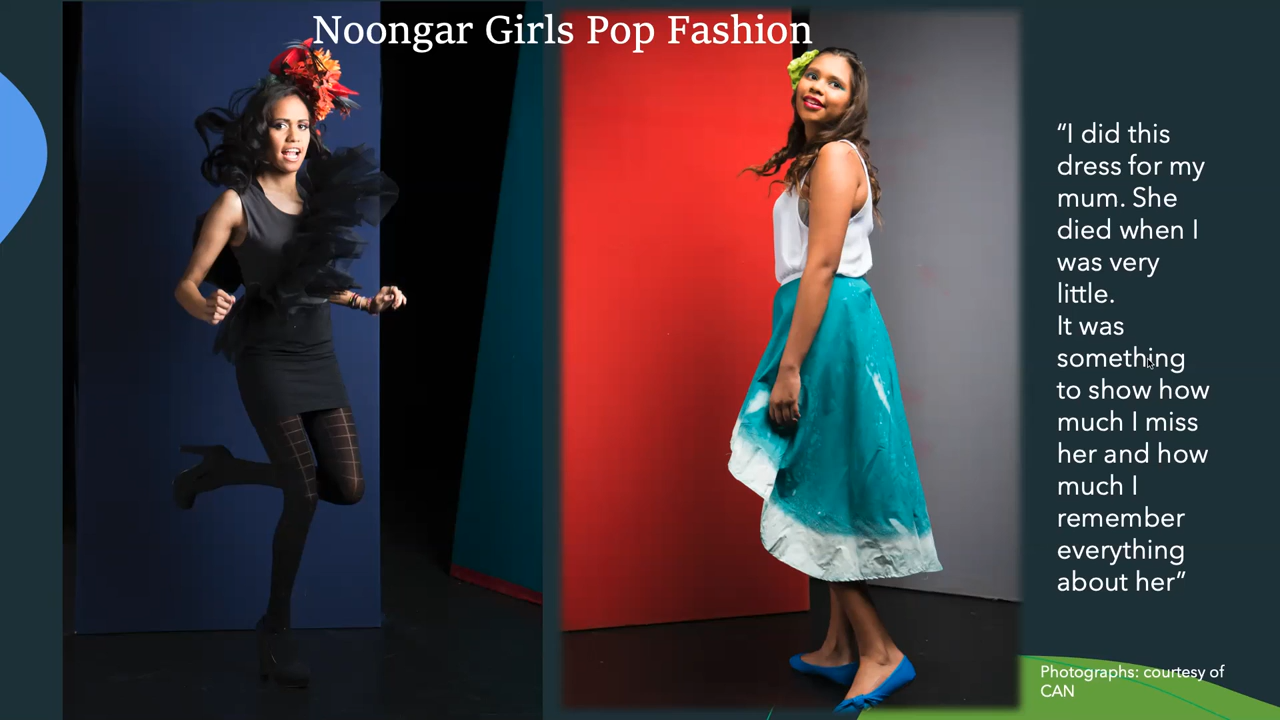 Noongar Girls Pop Fashion
“I did this
dress for my
mum. She
died when I
was very
little.
It was
something
to show how
much I miss
her and how
much I
remember
everything
about her”
Photographs: courtesy of
CAN